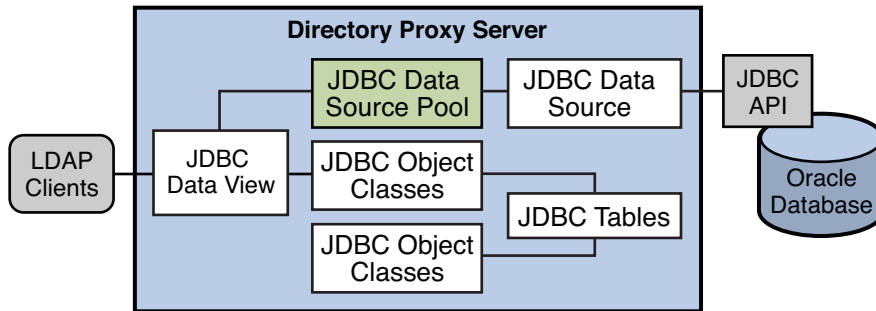 Directory Proxy Server
JDBC Data
Source Pool
JDBC Data
Source
JDBC
API
LDAP
Clients
JDBC
Data View
JDBC Object
Classes
JDBC Tables
Oracle
Database
JDBC Object
Classes